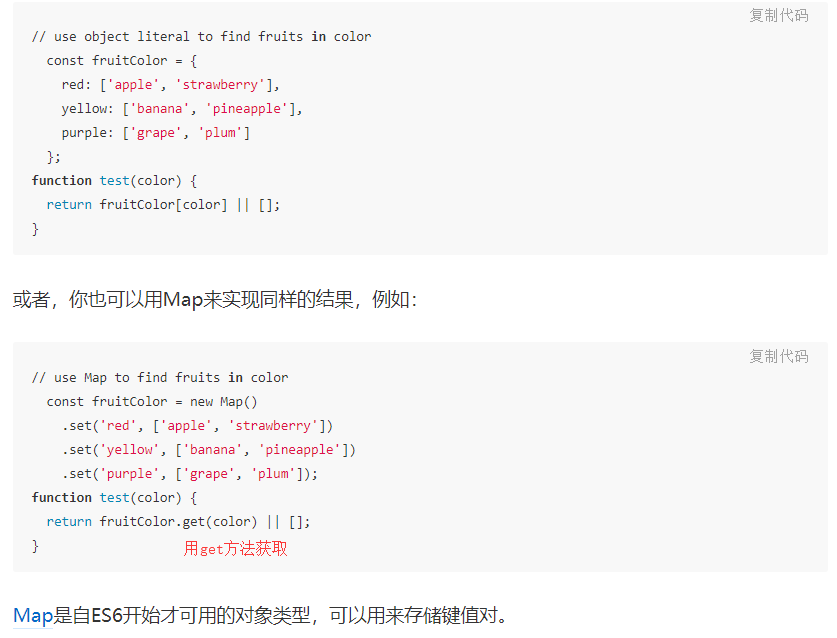 复制代码
// use object literal to find fruits in color
  const fruitColor = {
    red: ['apple', 'strawberry'],
    yellow: ['banana', 'pineapple'],
    purple: ['grape', 'plum']
  };
function test(color) {
  return fruitColor[color] || [];
}
或者，你也可以用Map来实现同样的结果，例如：
复制代码
// use Map to find fruits in color
  const fruitColor = new Map()
    .set('red', ['apple', 'strawberry'])
    .set('yellow', ['banana', 'pineapple'])
    .set('purple', ['grape', 'plum']);
function test(color) {
  return fruitColor.get(color) || [];
}
用get方法获取
Map是自ES6开始才可用的对象类型，可以用来存储键值对。